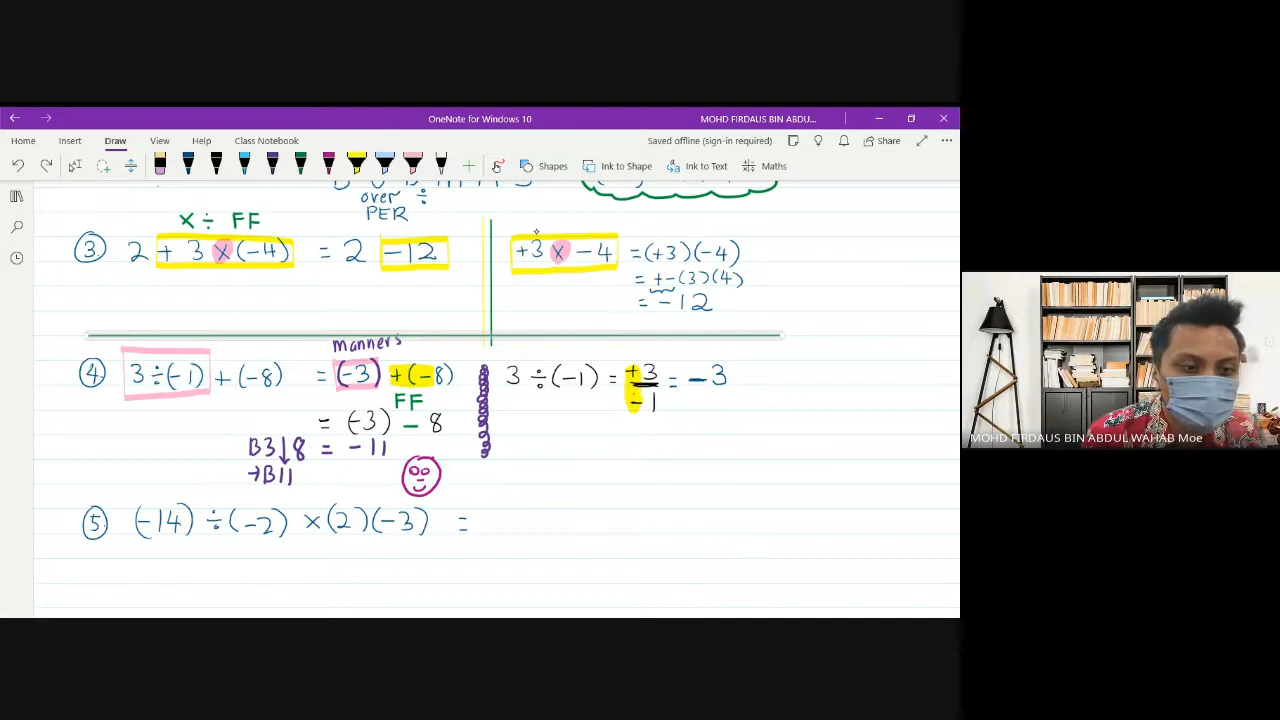 OneNote for Windows 10
MOHD FIRDAUS BIN ABDU...
Home Insert Draw View Help Class Notebook
Saved offline (sign-in required)
Share
Shapes Ink to Shape Ink to Text Maths
over ÷
PER
× ÷ FF
③ 2 + 3 × (-4) = 2 -12
+3 × -4 = (+3)(-4)
= +-(3)(4)
= -12
manners
④ 3 ÷ (-1) + (-8) = (-3) + (-8)
3 ÷ (-1) = +3/-1 = -3
FF
= (-3) - 8
B3↓8 = -11
→B11
⑤ (-14) ÷ (-2) × (2)(-3) =
MOHD FIRDAUS BIN ABDUL WAHAB Moe